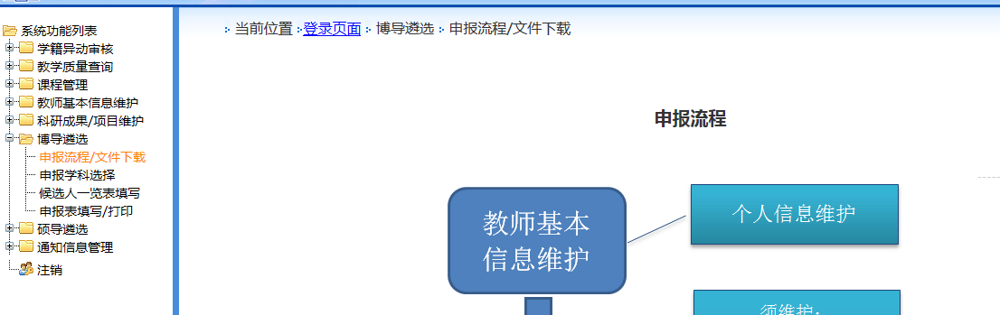 系统功能列表
学籍异动审核
教学质量查询
课程管理
教师基本信息维护
科研成果/项目维护
博导遴选
申报流程/文件下载
申报学科选择
候选人一览表填写
申报表填写/打印
硕导遴选
通知信息管理
注销
当前位置 登录页面 博导遴选 申报流程/文件下载
申报流程
教师基本
信息维护
个人信息维护
须维护：